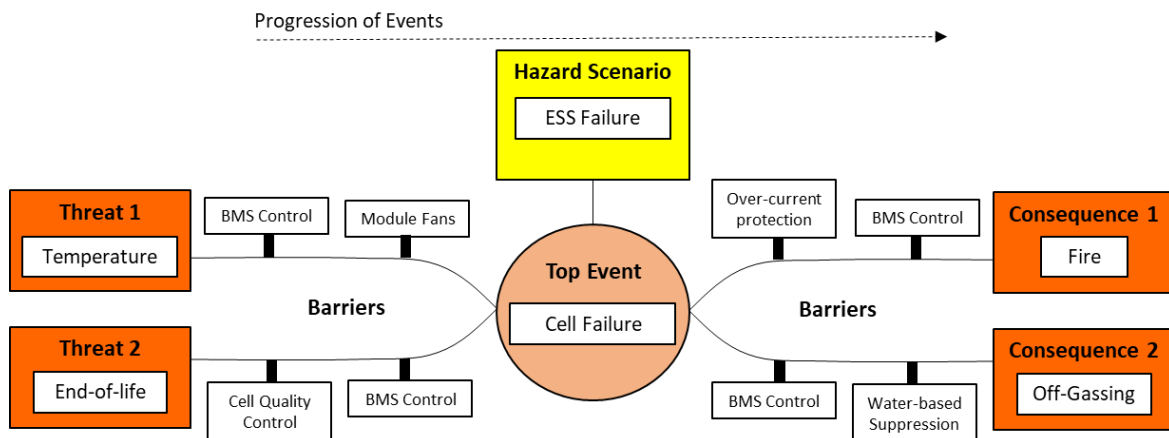 Progression of Events
Hazard Scenario
ESS Failure
Threat 1
Temperature
BMS Control
Module Fans
Over-current
protection
BMS Control
Consequence 1
Fire
Top Event
Cell Failure
Barriers
Barriers
Threat 2
End-of-life
Cell Quality
Control
BMS Control
BMS Control
Water-based
Suppression
Consequence 2
Off-Gassing